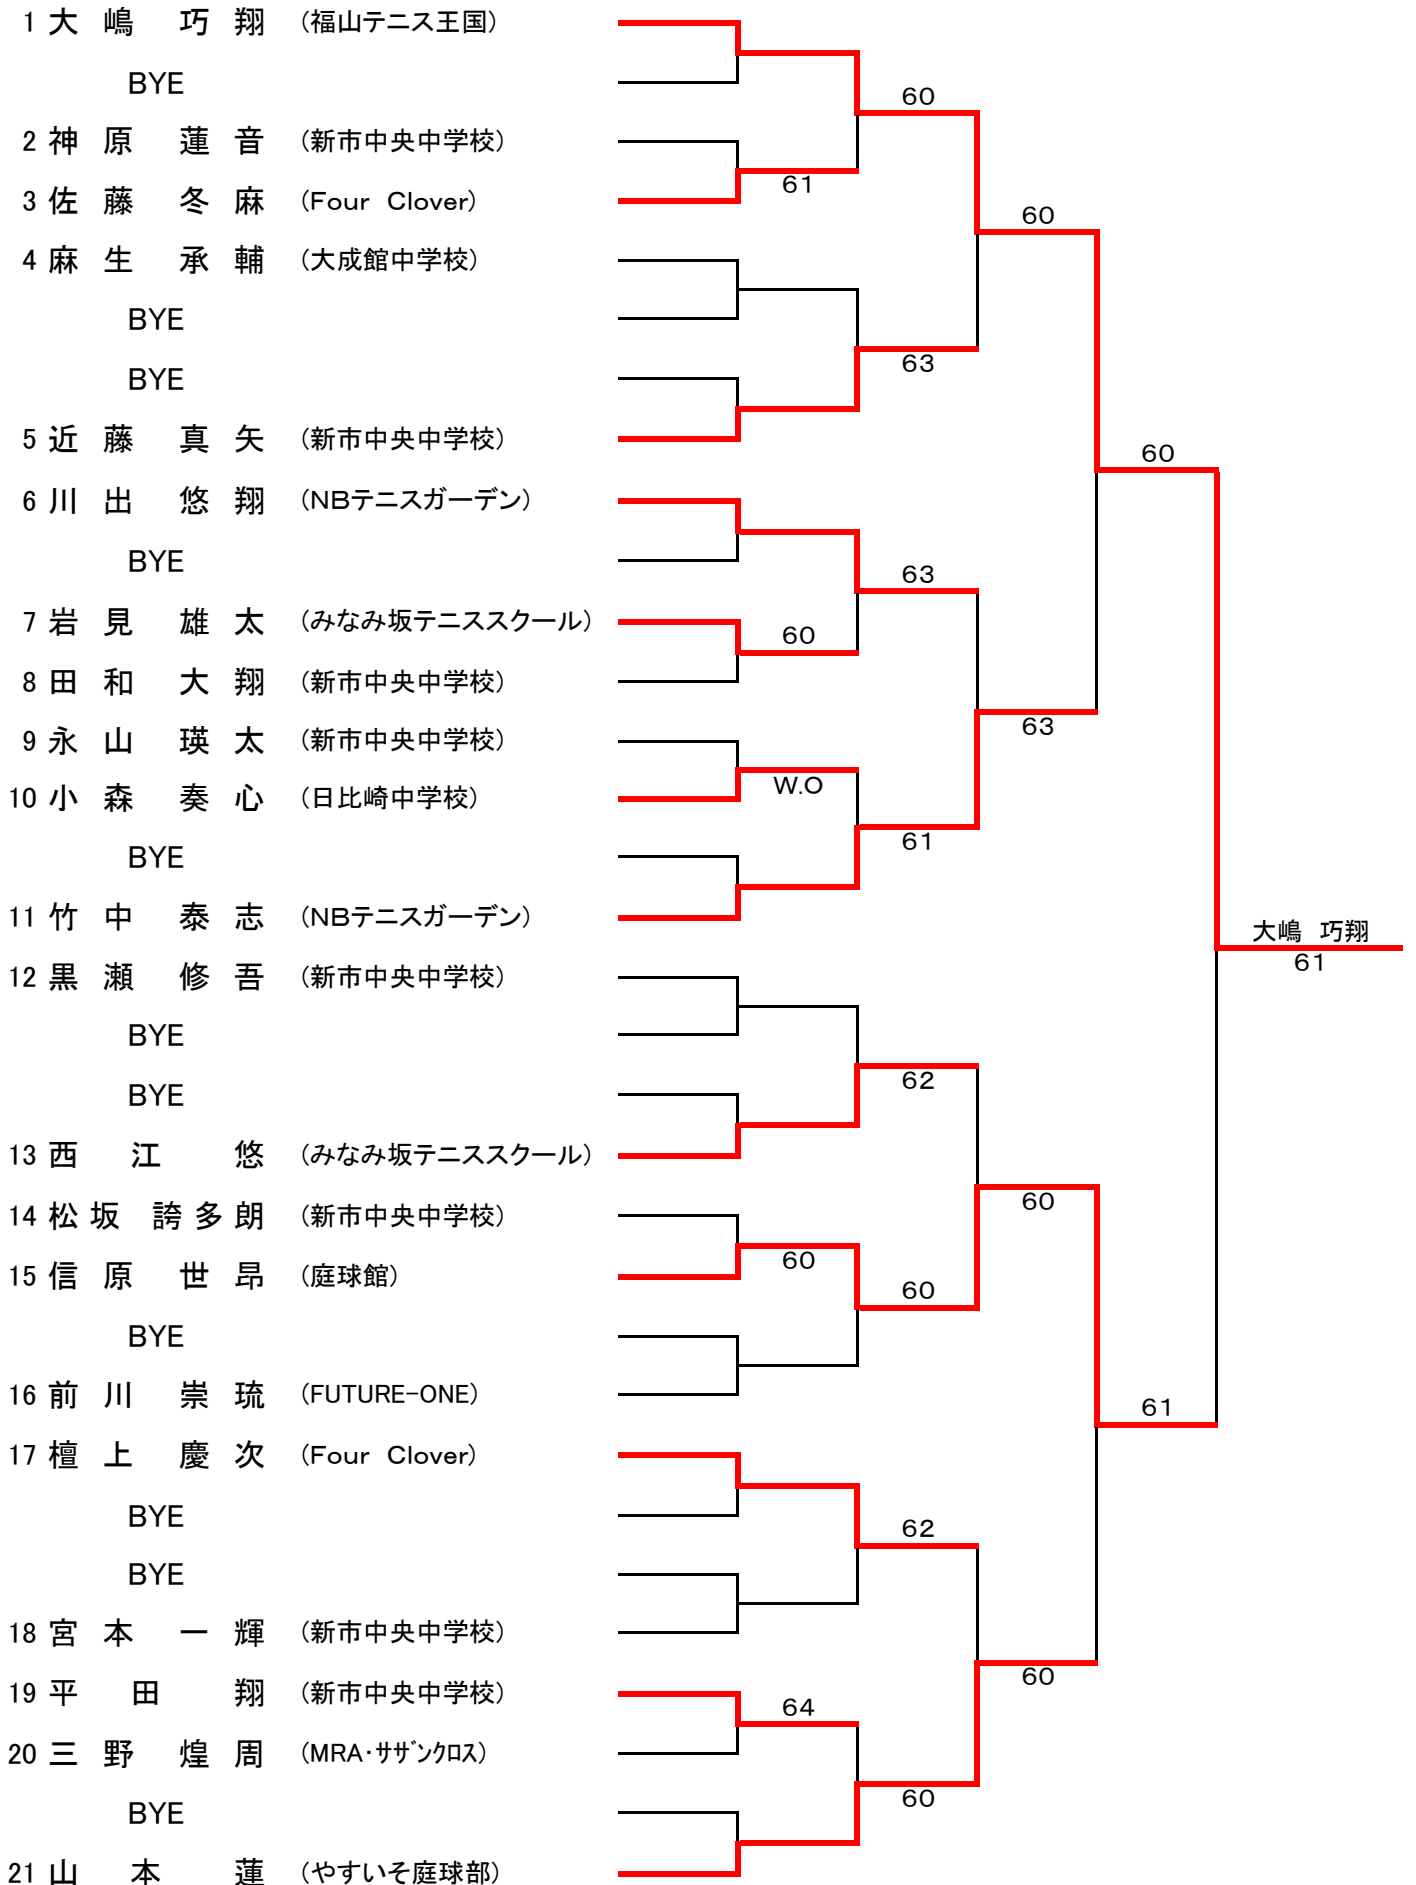 1 大嶋 巧翔 (福山テニス王国)
BYE
60
2 神原 蓮音 (新市中央中学校)
61
3 佐藤 冬麻 (Four Clover)
60
4 麻生 承輔 (大成館中学校)
BYE
63
BYE
5 近藤 真矢 (新市中央中学校)
60
6 川出 悠翔 (NBテニスガーデン)
BYE
63
7 岩見 雄太 (みなみ坂テニススクール)
60
8 田和 大翔 (新市中央中学校)
63
9 永山 瑛太 (新市中央中学校)
W.O
10 小森 奏心 (日比崎中学校)
61
BYE
11 竹中 泰志 (NBテニスガーデン)
大嶋 巧翔
61
12 黒瀬 修吾 (新市中央中学校)
BYE
62
BYE
13 西江 悠 (みなみ坂テニススクール)
60
14 松坂 誇多朗 (新市中央中学校)
60
15 信原 世昂 (庭球館)
60
BYE
16 前川 崇琉 (FUTURE-ONE)
61
17 檀上 慶次 (Four Clover)
BYE
62
BYE
18 宮本 一輝 (新市中央中学校)
60
19 平田 翔 (新市中央中学校)
64
20 三野 煌周 (MRA・ｻｻﾞﾝｸﾛｽ)
60
BYE
21 山本 蓮 (やすいそ庭球部)